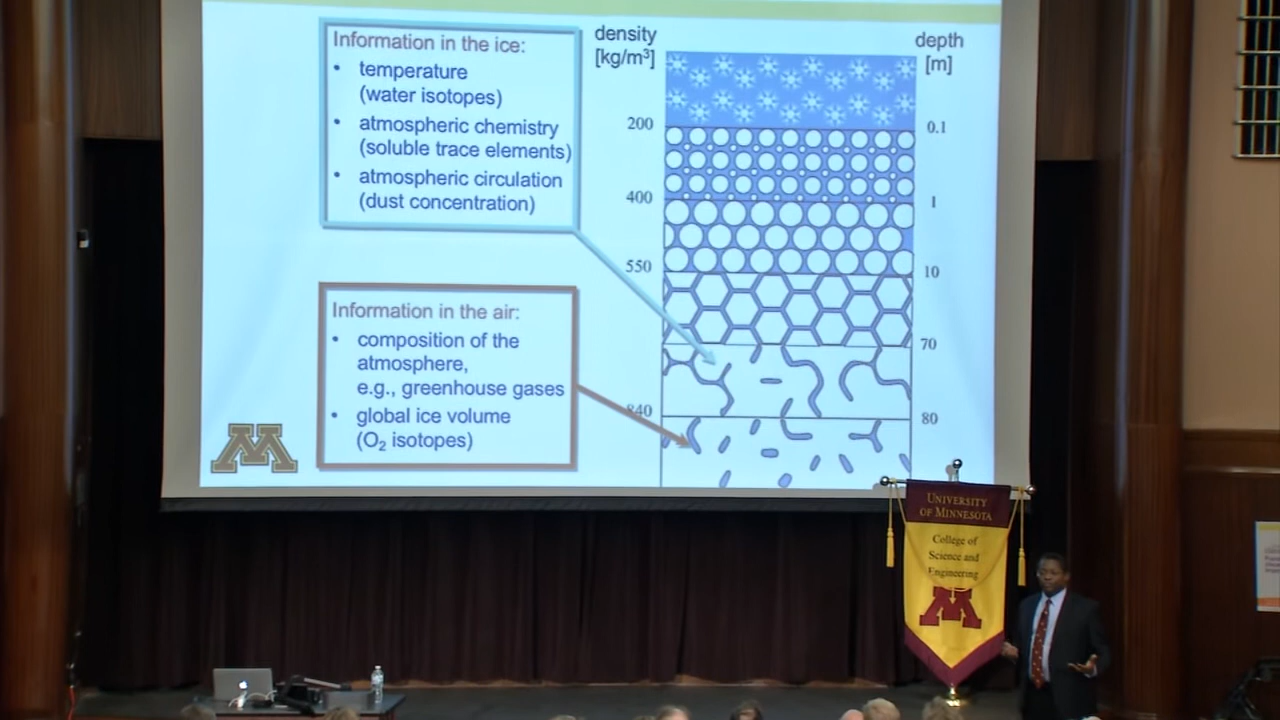 Information in the ice:
• temperature
(water isotopes)
• atmospheric chemistry
(soluble trace elements)
• atmospheric circulation
(dust concentration)
Information in the air:
• composition of the
atmosphere,
e.g., greenhouse gases
• global ice volume
(O₂ isotopes)
M
density
[kg/m³]
200
400
550
840
depth
[m]
0.1
1
10
70
80
UNIVERSITY
OF MINNESOTA
College of
Science and
Engineering
M